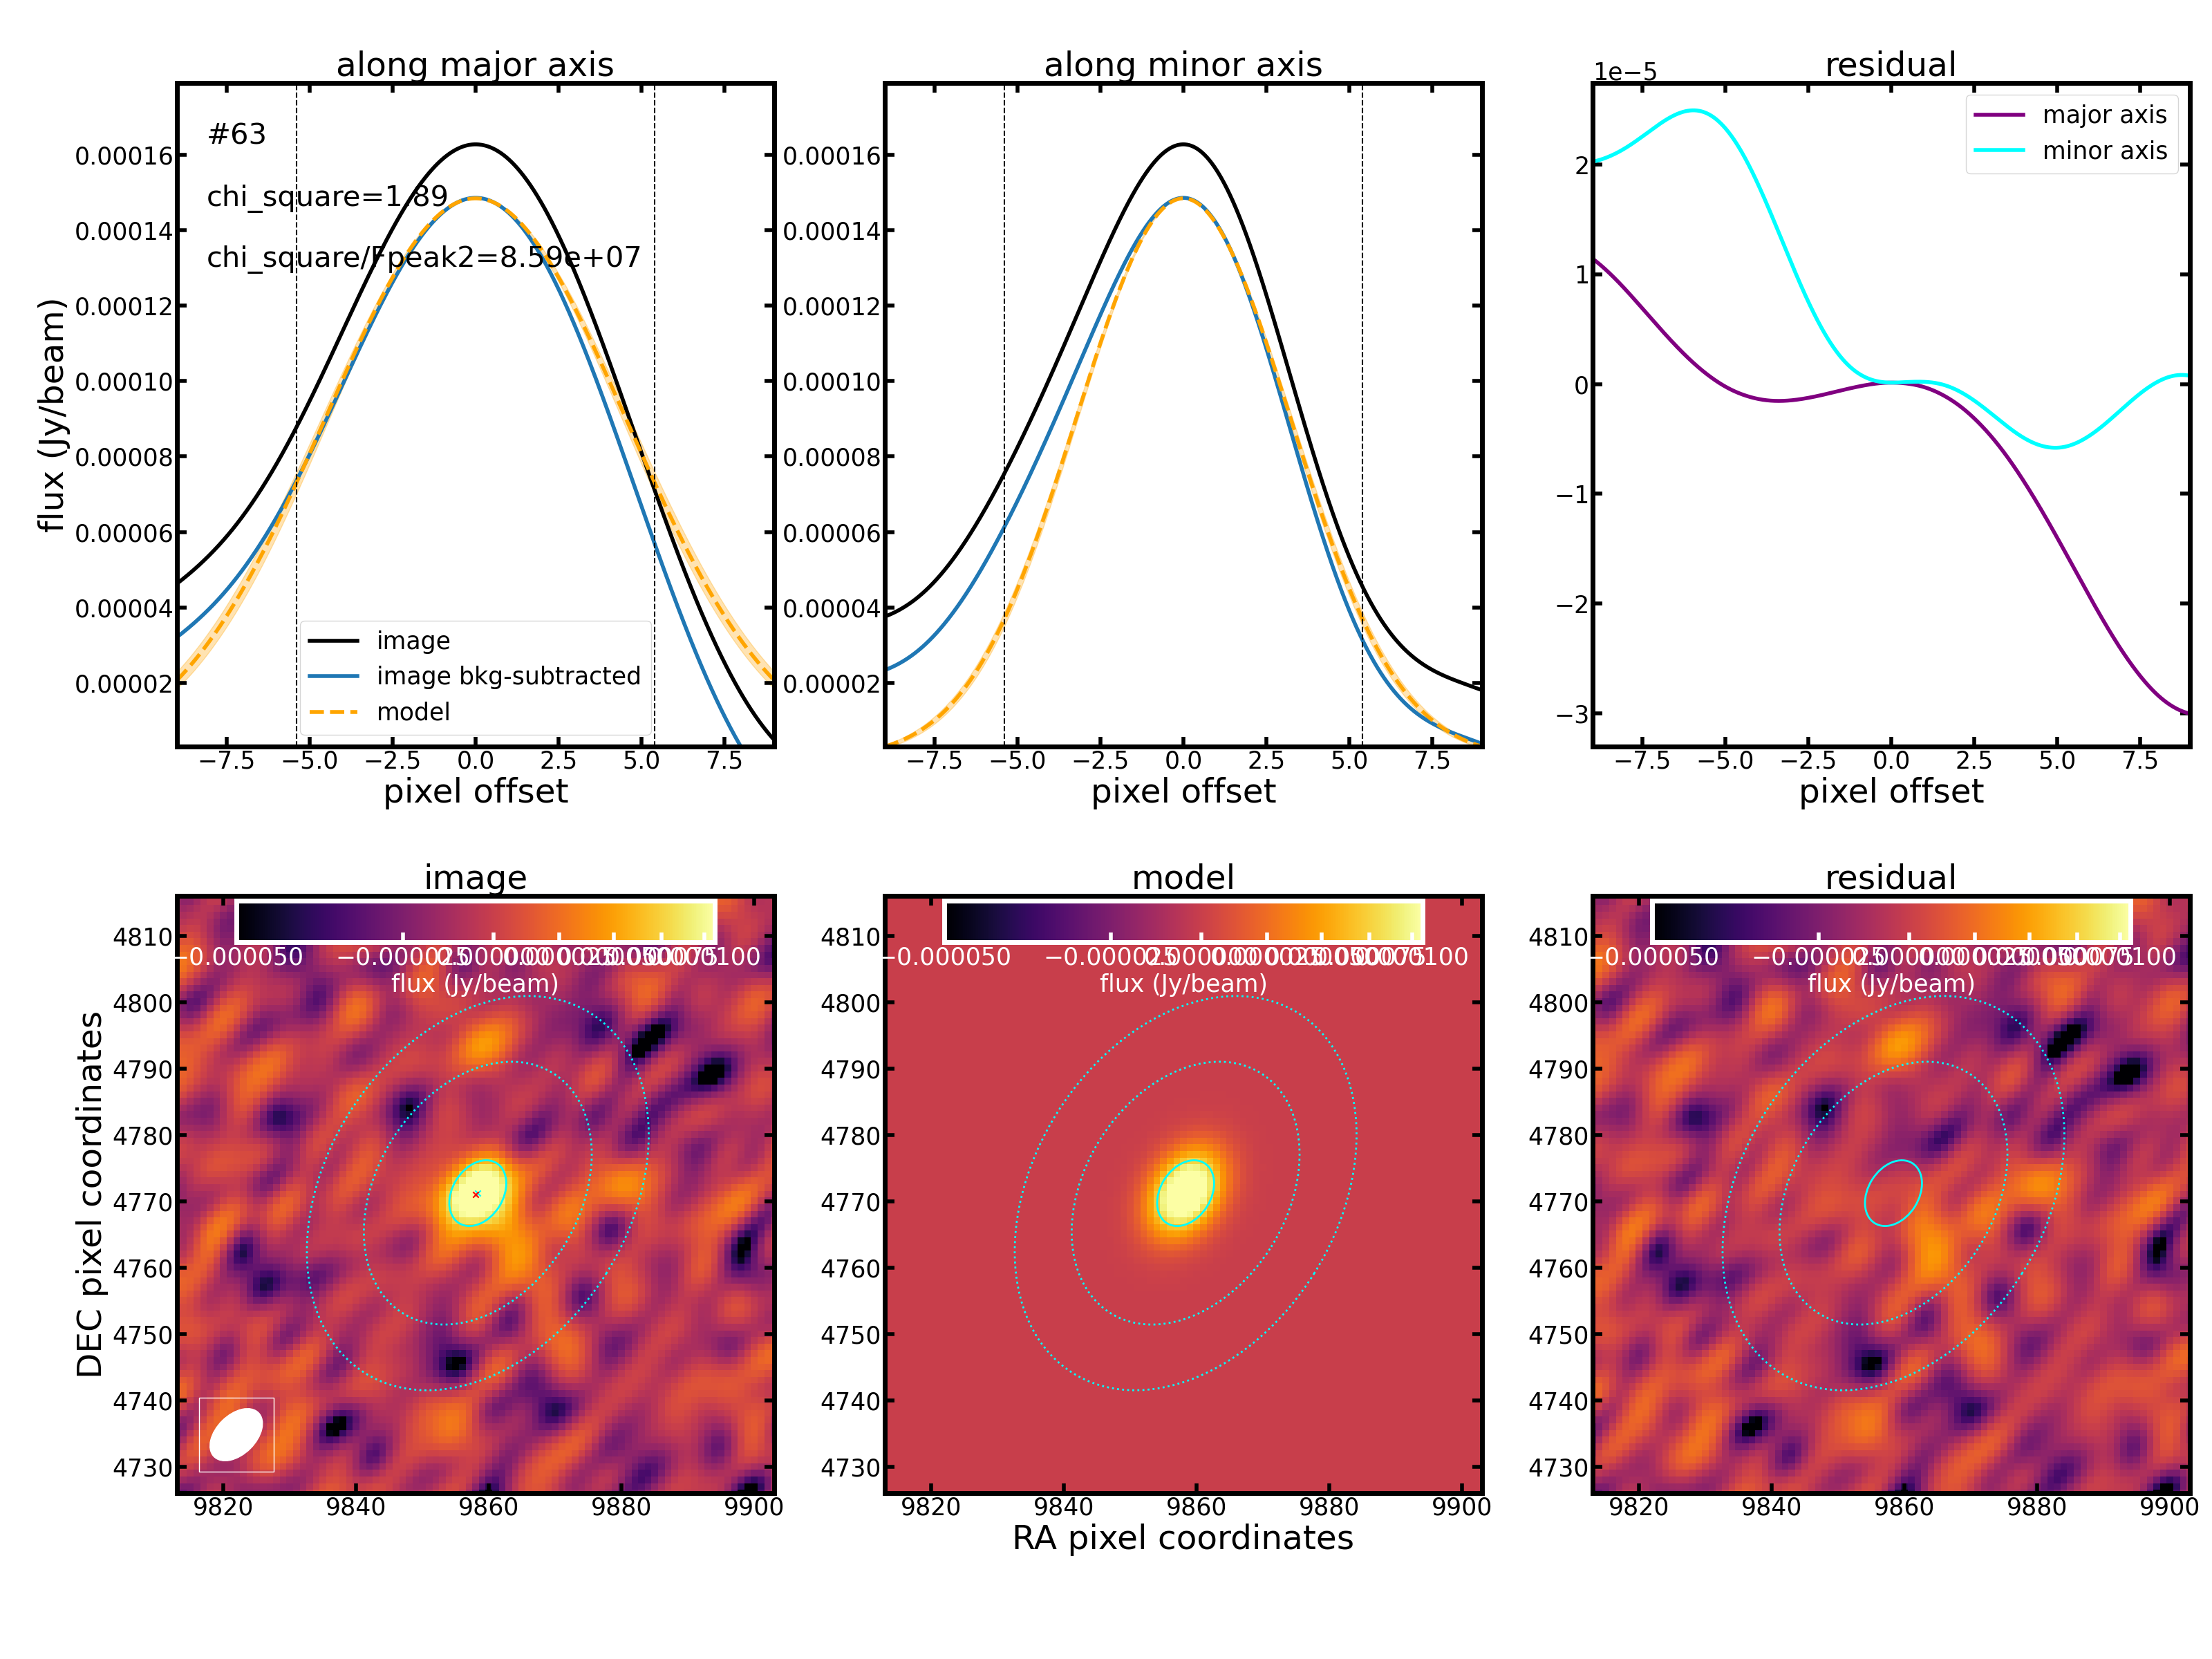 along major axis
along minor axis
residual
1e−5
#63
chi_square=1.89
chi_square/Fpeak2=8.59e+07
0.00016
0.00014
0.00012
0.00010
0.00008
0.00006
0.00004
0.00002
flux (Jy/beam)
image
image bkg-subtracted
model
−7.5 −5.0 −2.5 0.0 2.5 5.0 7.5
pixel offset
0.00016
0.00014
0.00012
0.00010
0.00008
0.00006
0.00004
0.00002
−7.5 −5.0 −2.5 0.0 2.5 5.0 7.5
pixel offset
major axis
minor axis
2
1
0
−1
−2
−3
−7.5 −5.0 −2.5 0.0 2.5 5.0 7.5
pixel offset
image
−0.000050
flux (Jy/beam)
4810
4800
4790
4780
4770
4760
4750
4740
4730
DEC pixel coordinates
9820 9840 9860 9880 9900
model
−0.000050
flux (Jy/beam)
4810
4800
4790
4780
4770
4760
4750
4740
4730
9820 9840 9860 9880 9900
RA pixel coordinates
residual
−0.000050
flux (Jy/beam)
4810
4800
4790
4780
4770
4760
4750
4740
4730
9820 9840 9860 9880 9900